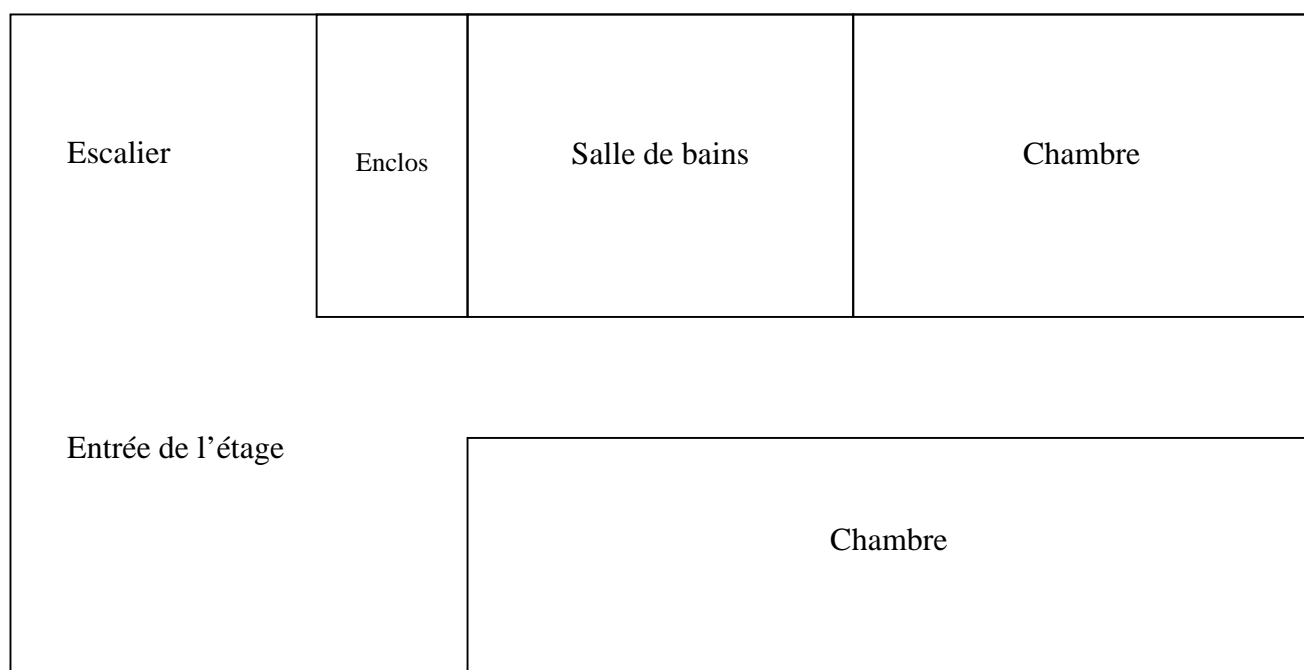 Escalier
Enclos
Salle de bains
Chambre
Entrée de l’étage
Chambre